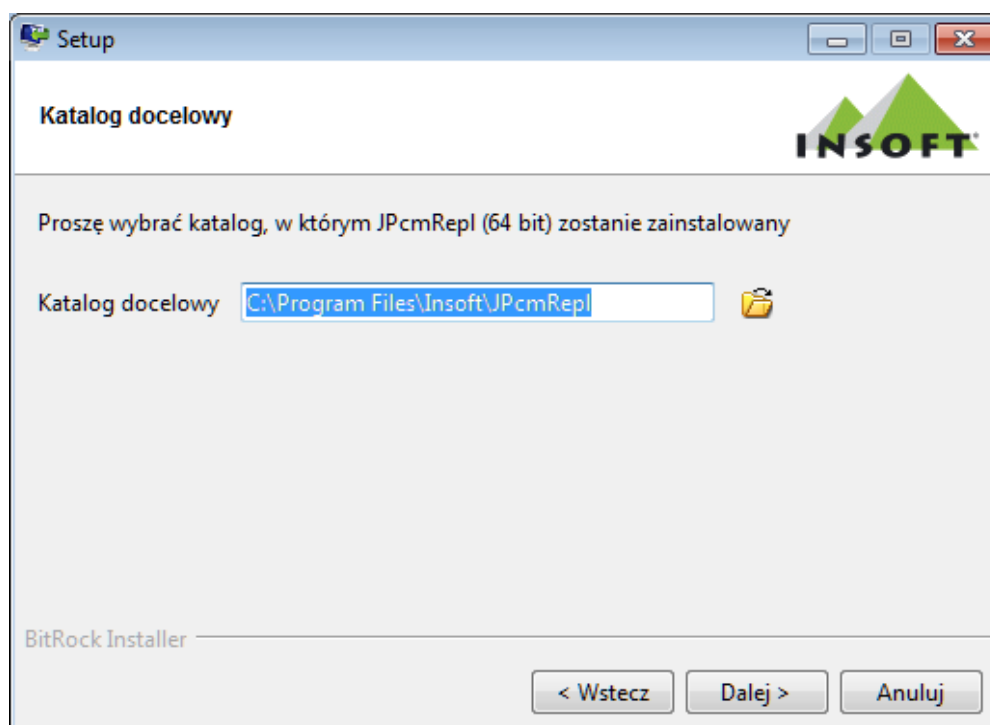 Setup
Katalog docelowy
INSOFT
Proszę wybrać katalog, w którym JPcmRepl (64 bit) zostanie zainstalowany
Katalog docelowy C:\Program Files\Insoft\JPcmRepl
BitRock Installer
< Wstecz Dalej > Anuluj